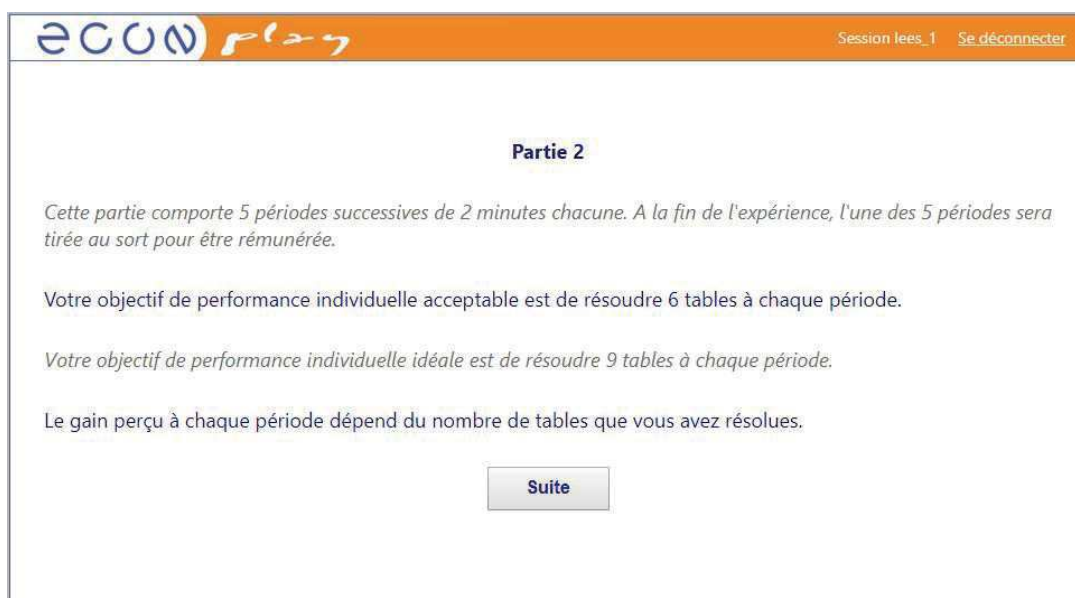 econ play
Session lees_1 Se déconnecter
Partie 2
Cette partie comporte 5 périodes successives de 2 minutes chacune. A la fin de l'expérience, l'une des 5 périodes sera
tirée au sort pour être rémunérée.
Votre objectif de performance individuelle acceptable est de résoudre 6 tables à chaque période.
Votre objectif de performance individuelle idéale est de résoudre 9 tables à chaque période.
Le gain perçu à chaque période dépend du nombre de tables que vous avez résolues.
Suite